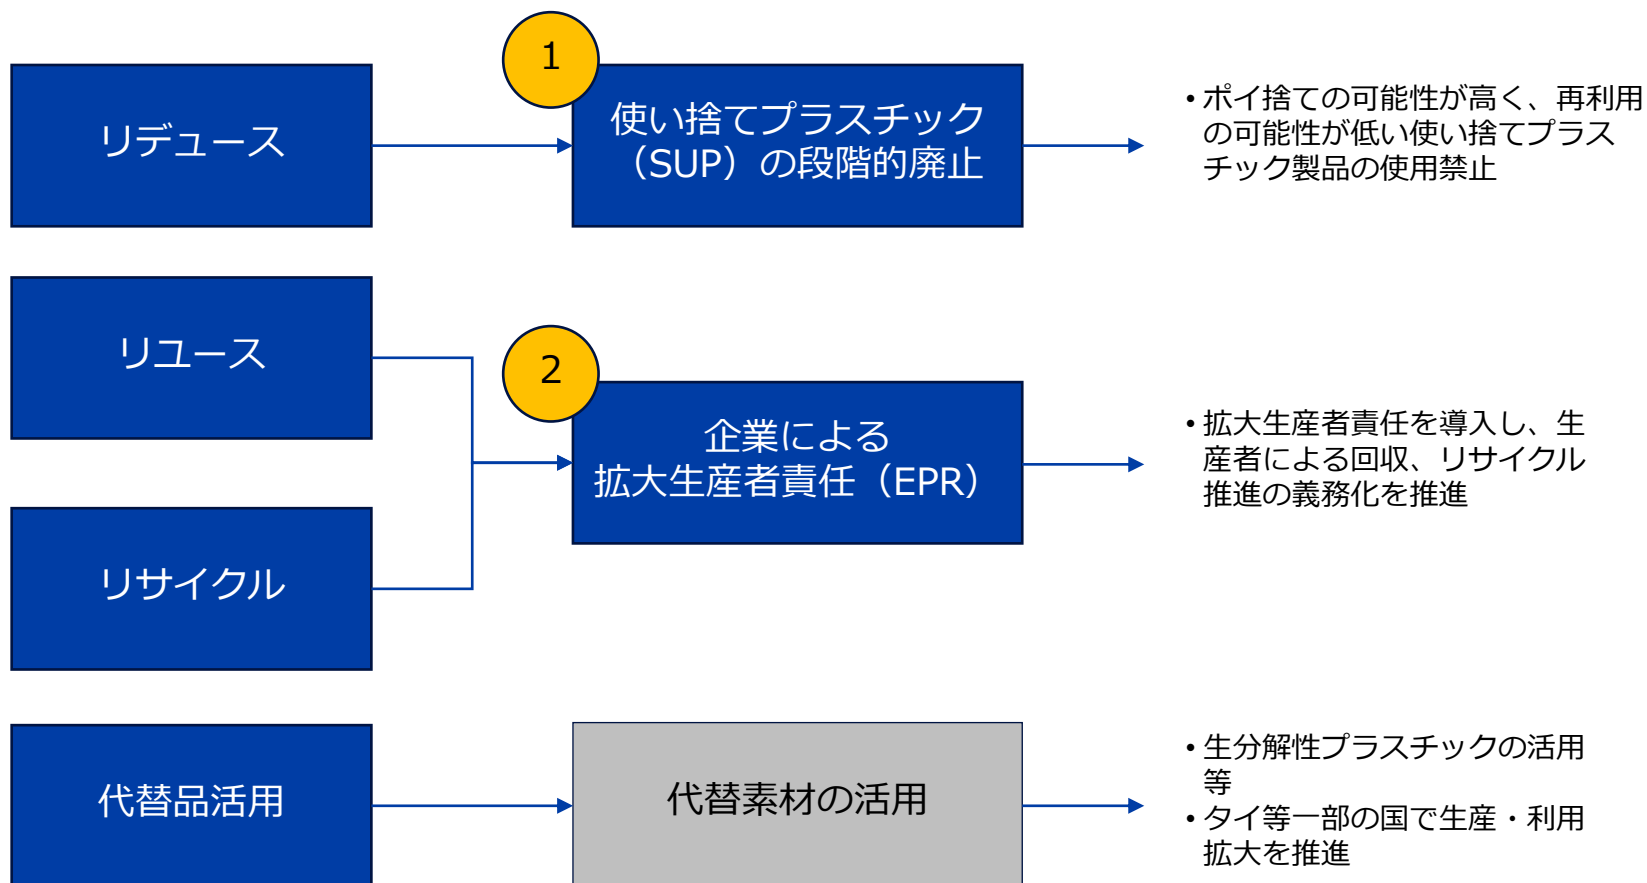 1
リデュース
使い捨てプラスチック
（SUP）の段階的廃止
• ポイ捨ての可能性が高く、再利用
の可能性が低い使い捨てプラス
チック製品の使用禁止
リユース
2
企業による
拡大生産者責任（EPR）
• 拡大生産者責任を導入し、生
産者による回収、リサイクル
推進の義務化を推進
リサイクル
代替品活用
代替素材の活用
• 生分解性プラスチックの活用
等
• タイ等一部の国で生産・利用
拡大を推進